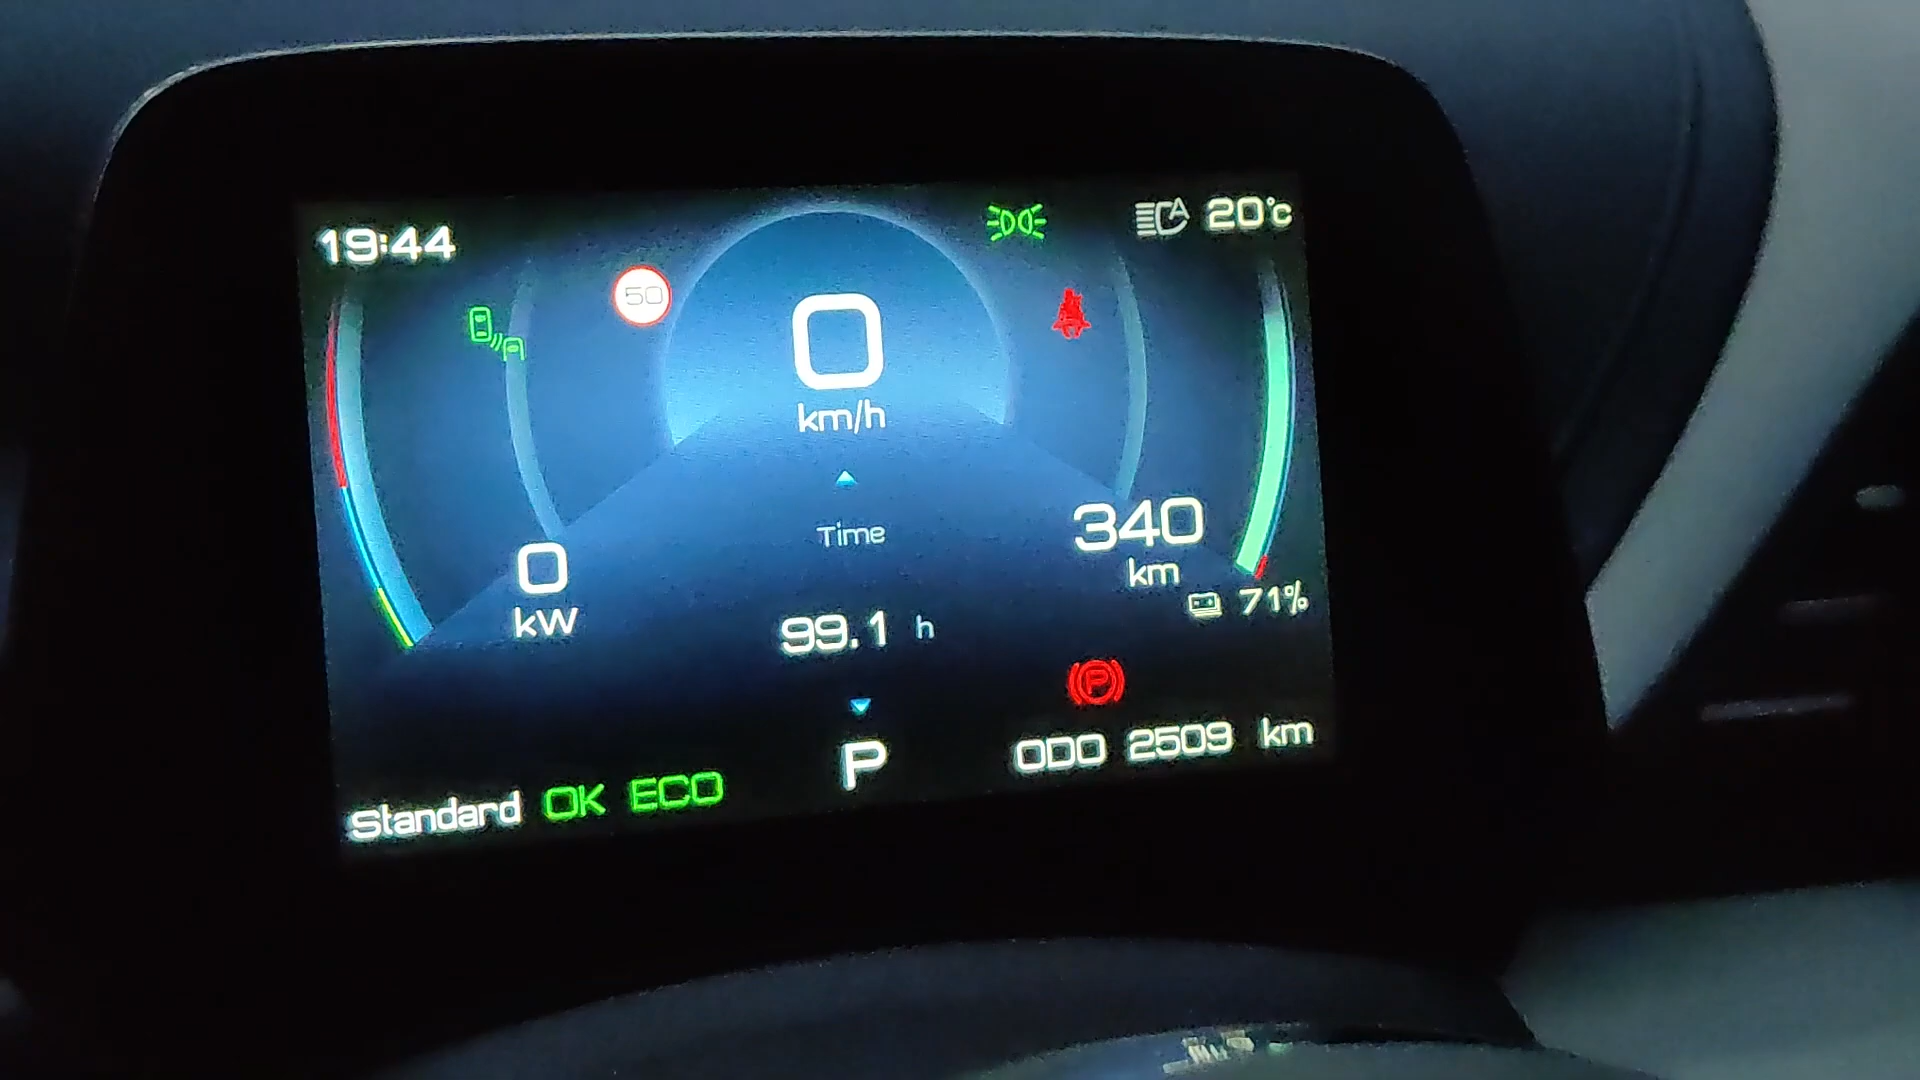 19:44
A 20°C
50
0
km/h
Time
340
km
0
kW
71%
99.1 h
P
P
ODO 2509 km
Standard OK ECO